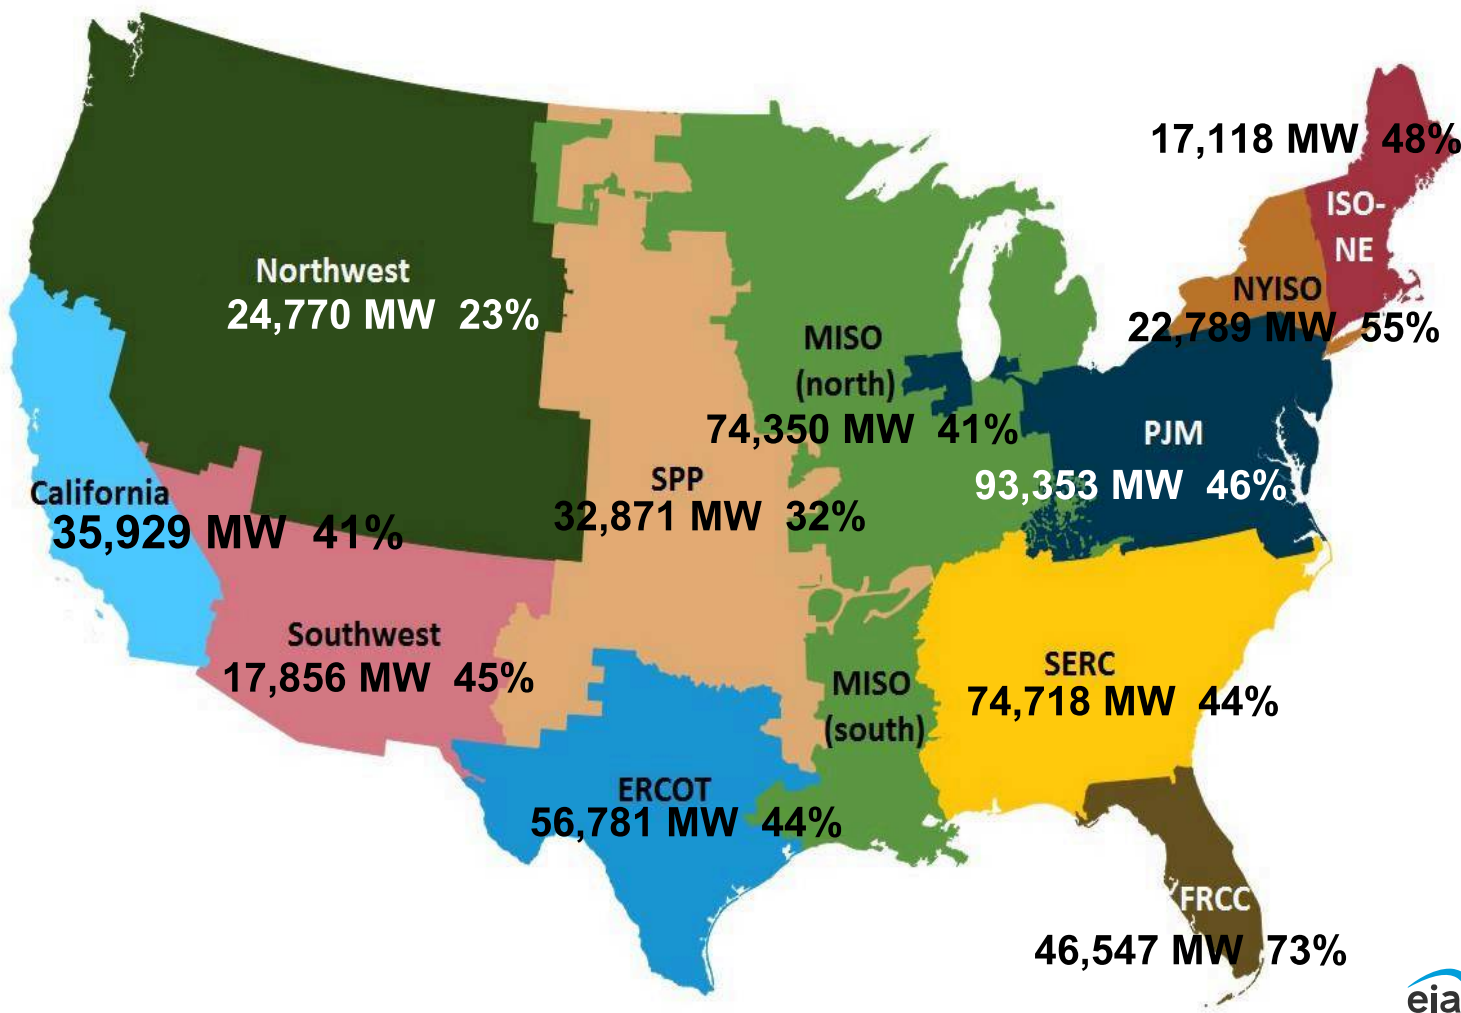 17,118 MW 48%
ISO-
NE
Northwest
24,770 MW 23%
NYISO
22,789 MW 55%
MISO
(north)
74,350 MW 41%
PJM
93,353 MW 46%
California
35,929 MW 41%
SPP
32,871 MW 32%
Southwest
17,856 MW 45%
MISO
(south)
SERC
74,718 MW 44%
ERCOT
56,781 MW 44%
FRCC
46,547 MW 73%
eia